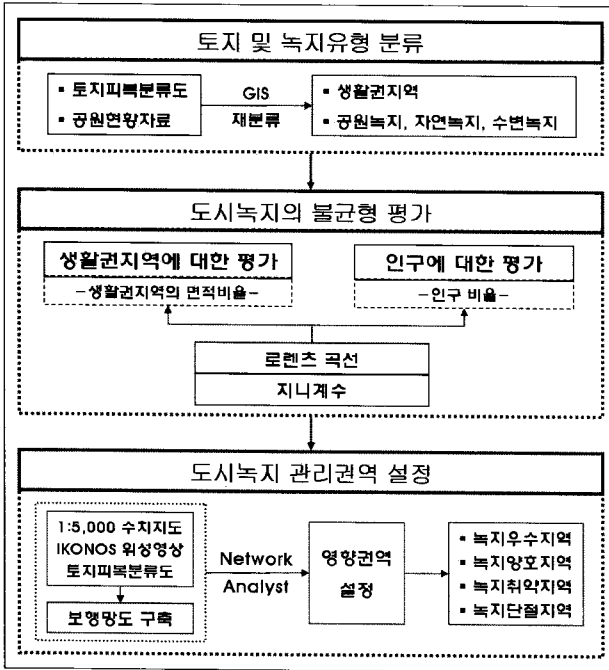 토지 및 녹지유형 분류
▪ 토지피복분류도
▪ 공원현황자료
GIS
재분류
▪ 생활권지역
▪ 공원녹지, 자연녹지, 수변녹지
도시녹지의 불균형 평가
생활권지역에 대한 평가
-생활권지역의 면적비율-
인구에 대한 평가
-인구 비율-
로렌츠 곡선
지니계수
도시녹지 관리권역 설정
1:5,000 수치지도
IKONOS 위성영상
토지피복분류도
보행망도 구축
Network
Analyst
영향권역
설정
▪ 녹지우수지역
▪ 녹지양호지역
▪ 녹지취약지역
▪ 녹지단절지역